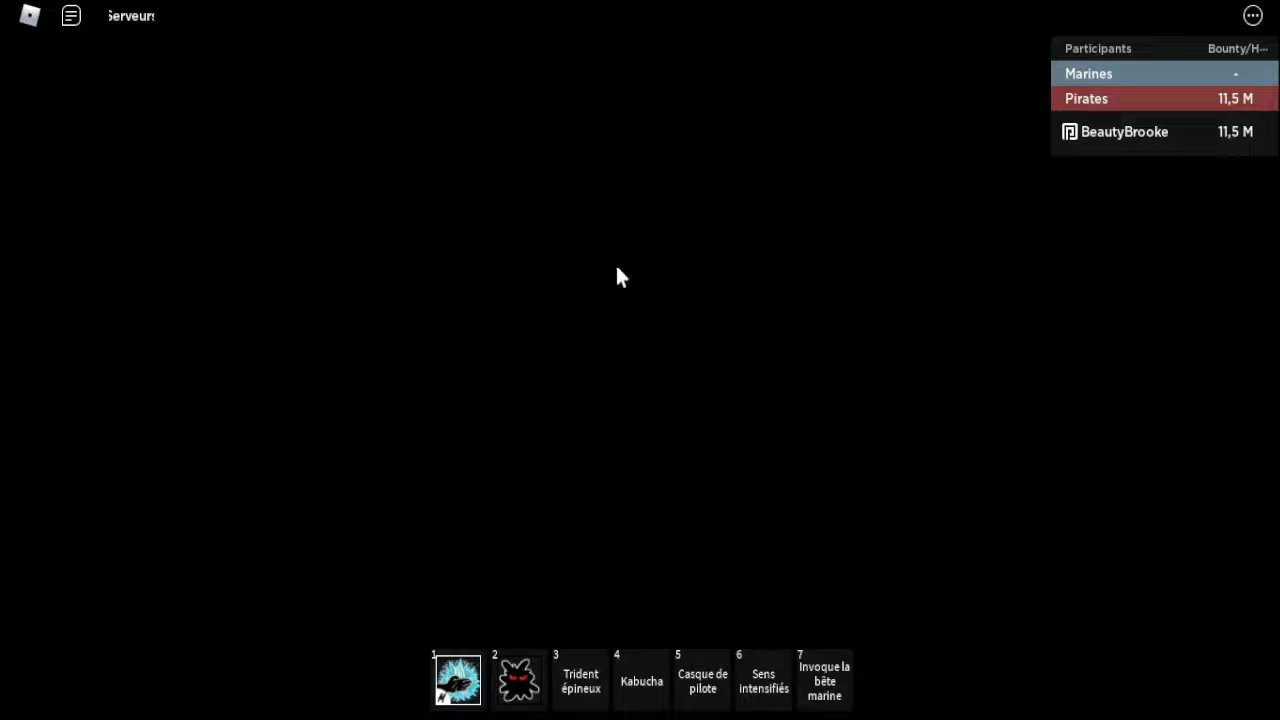 Serveurs
Participants Bounty/H...
Marines -
Pirates 11,5 M
BeautyBrooke 11,5 M
1
2
3
Trident
épineux
4
Kabucha
5
Casque de
pilote
6
Sens
intensifiés
7
Invoque la
bête
marine